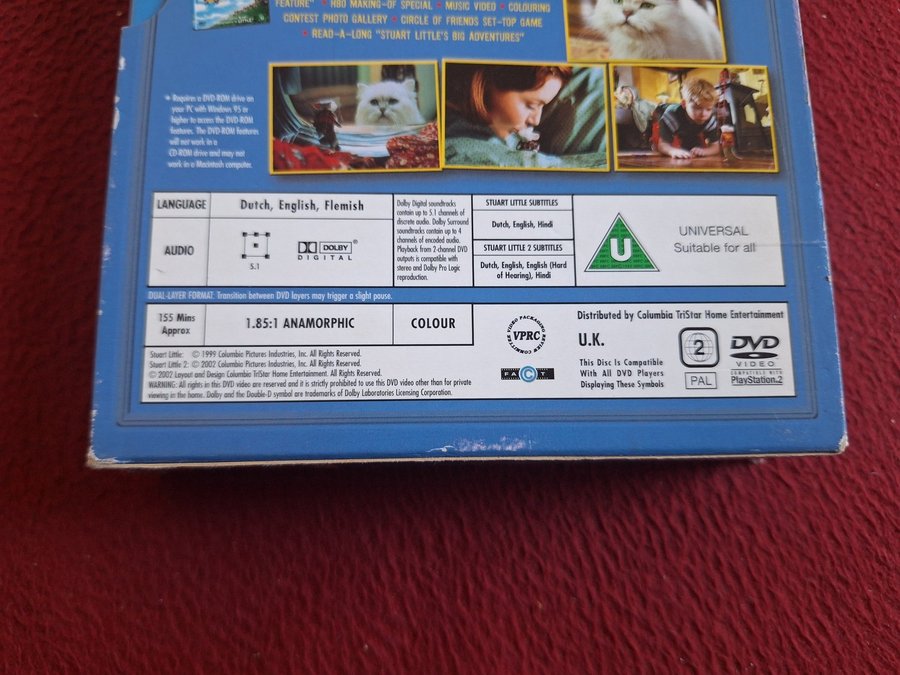 FEATURE" • HBO MAKING-OF SPECIAL • MUSIC VIDEO • COLOURING
CONTEST PHOTO GALLERY • CIRCLE OF FRIENDS SET-TOP GAME
• READ-A-LONG "STUART LITTLE'S BIG ADVENTURES"
* Requires a DVD-ROM drive on
your PC with Windows 95 or
higher to access the DVD-ROM
features. The DVD-ROM features
will not work in a
CD-ROM drive and may not
work in a Macintosh computer.
LANGUAGE
Dutch, English, Flemish
AUDIO
5.1
DOLBY
DIGITAL
Dolby Digital soundtracks
contain up to 5.1 channels of
discrete audio. Dolby Surround
soundtracks contain up to 4
channels of encoded audio.
Playback from 2-channel DVD
outputs is compatible with
stereo and Dolby Pro Logic
reproduction.
STUART LITTLE SUBTITLES
Dutch, English, Hindi
STUART LITTLE 2 SUBTITLES
Dutch, English, English (Hard
of Hearing), Hindi
U
UNIVERSAL
Suitable for all
DUAL-LAYER FORMAT: Transition between DVD layers may trigger a slight pause.
155 Mins
Approx
1.85:1 ANAMORPHIC
COLOUR
Stuart Little: © 1999 Columbia Pictures Industries, Inc. All Rights Reserved.
Stuart Little 2: © 2002 Columbia Pictures Industries, Inc. All Rights Reserved.
© 2002 Layout and Design Columbia TriStar Home Entertainment. All Rights Reserved.
WARNING: All rights in this DVD video are reserved and it is strictly prohibited to use this DVD video other than for private
viewing in the home. Dolby and the Double-D symbol are trademarks of Dolby Laboratories Licensing Corporation.
VIDEO PACKAGING REVIEW COMMITTEE
VPRC
FACT
Distributed by Columbia TriStar Home Entertainment
U.K.
This Disc Is Compatible
With All DVD Players
Displaying These Symbols
2
PAL
DVD
VIDEO
COMPATIBLE WITH
PlayStation.2